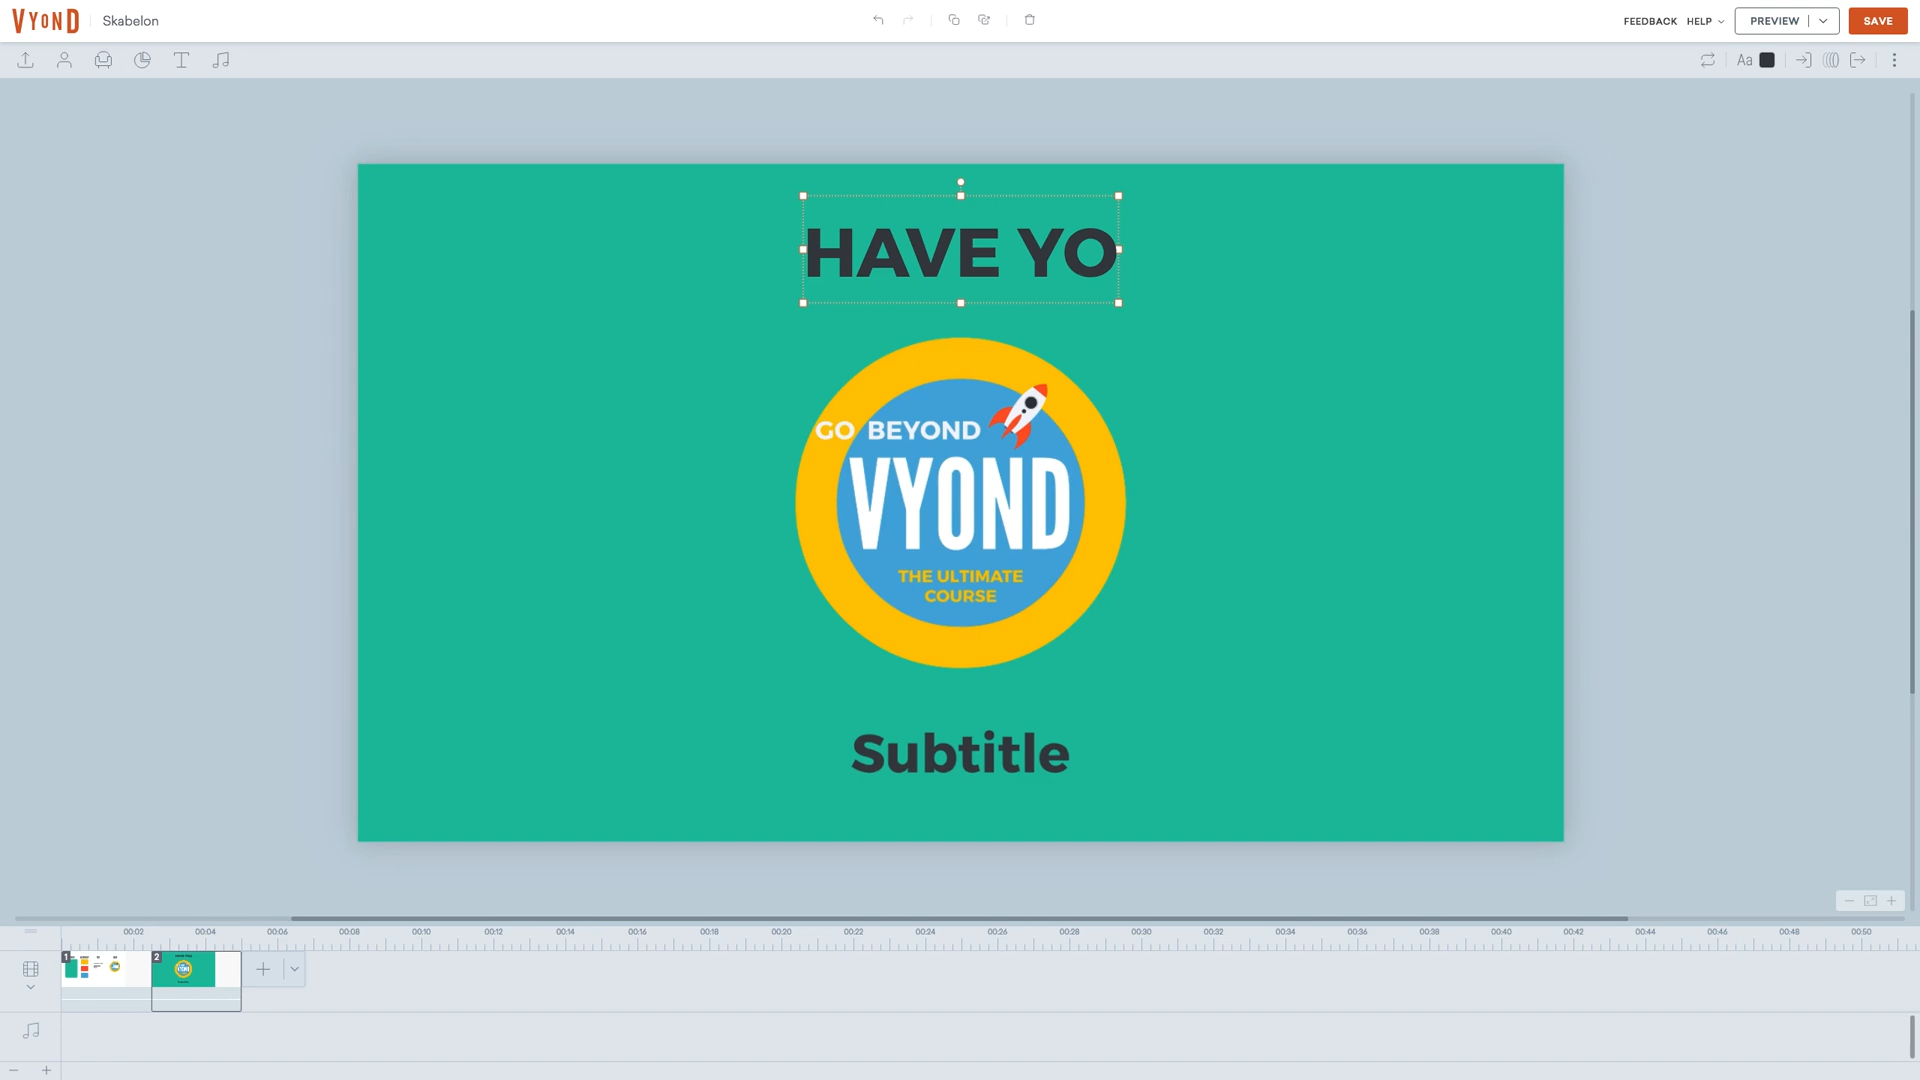 VYOND
Skabelon
FEEDBACK
HELP
PREVIEW
SAVE
Aa
HAVE YO
GO BEYOND
VYOND
THE ULTIMATE
COURSE
Subtitle
00:02 00:04 00:06 00:08 00:10 00:12 00:14 00:16 00:18 00:20 00:22 00:24 00:26 00:28 00:30 00:32 00:34 00:36 00:38 00:40 00:42 00:44 00:46 00:48 00:50
1
2
VYOND